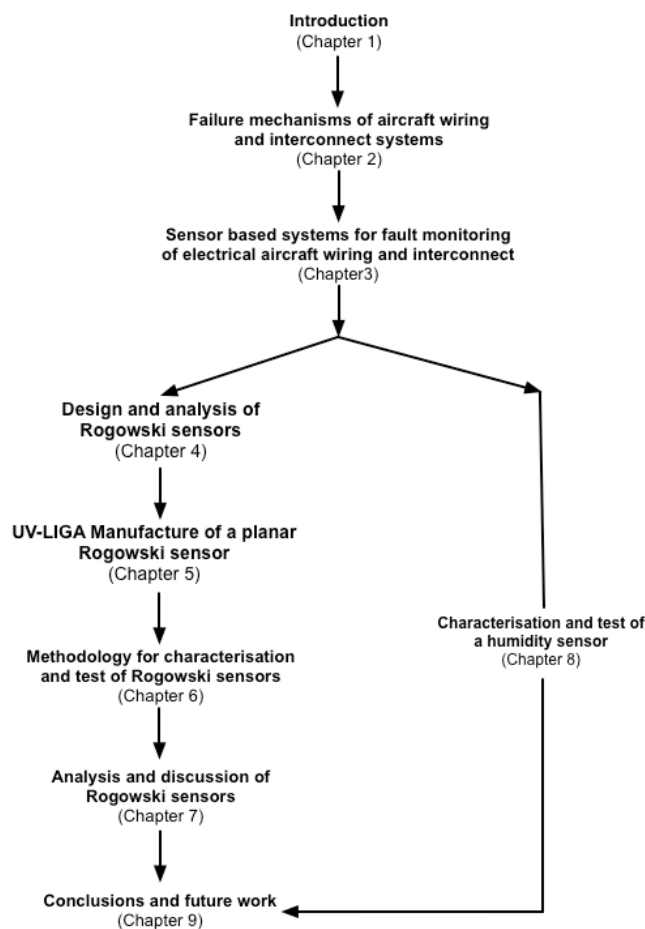 Introduction
(Chapter 1)
Failure mechanisms of aircraft wiring
and interconnect systems
(Chapter 2)
Sensor based systems for fault monitoring
of electrical aircraft wiring and interconnect
(Chapter3)
Design and analysis of
Rogowski sensors
(Chapter 4)
UV-LIGA Manufacture of a planar
Rogowski sensor
(Chapter 5)
Methodology for characterisation
and test of Rogowski sensors
(Chapter 6)
Analysis and discussion of
Rogowski sensors
(Chapter 7)
Characterisation and test of
a humidity sensor
(Chapter 8)
Conclusions and future work
(Chapter 9)